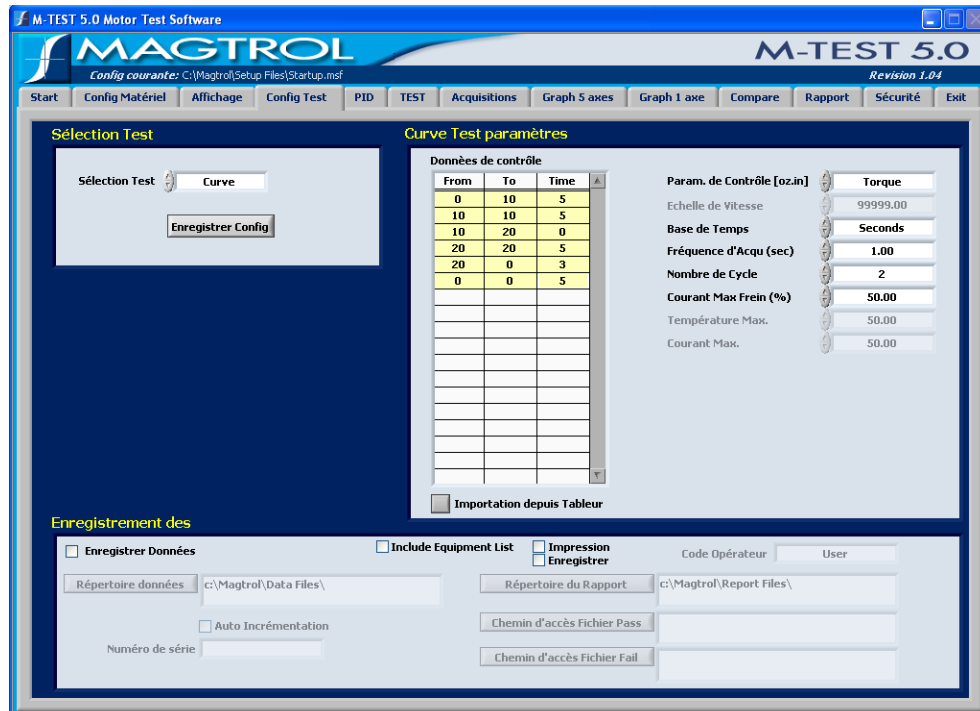 M-TEST 5.0 Motor Test Software
MAGTROL
M-TEST 5.0
Config courante: C:\Magtrol\Setup Files\Startup.msf
Revision 1.04
Start Config Matériel Affichage Config Test PID TEST Acquisitions Graph 5 axes Graph 1 axe Compare Rapport Sécurité Exit
Sélection Test
Sélection Test Curve
Enregistrer Config
Curve Test paramètres
Donnèes de contrôle
From To Time
0 10 5
10 10 5
10 20 0
20 20 5
20 0 3
0 0 5
Importation depuis Tableur
Param. de Contrôle [oz.in] Torque
Echelle de Vitesse 99999.00
Base de Temps Seconds
Fréquence d'Acqu (sec) 1.00
Nombre de Cycle 2
Courant Max Frein (%) 50.00
Température Max. 50.00
Courant Max. 50.00
Enregistrement des
Enregistrer Données
Répertoire données c:\Magtrol\Data Files\
Auto Incrémentation
Numéro de série
Include Equipment List
Impression
Enregistrer
Code Opérateur User
Répertoire du Rapport c:\Magtrol\Report Files\
Chemin d'accès Fichier Pass
Chemin d'accès Fichier Fail